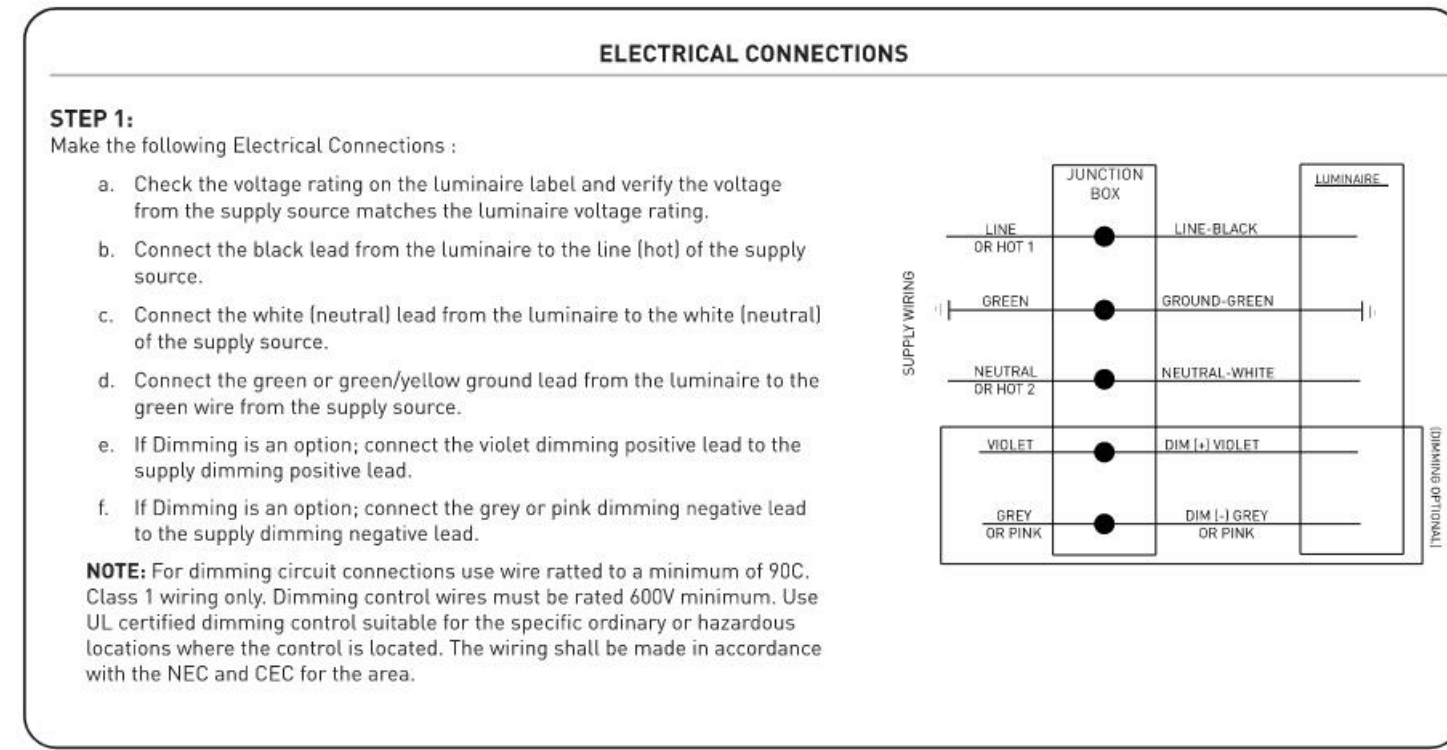 ELECTRICAL CONNECTIONS
STEP 1:
Make the following Electrical Connections :
a. Check the voltage rating on the luminaire label and verify the voltage
from the supply source matches the luminaire voltage rating.
b. Connect the black lead from the luminaire to the line (hot) of the supply
source.
c. Connect the white (neutral) lead from the luminaire to the white (neutral)
of the supply source.
d. Connect the green or green/yellow ground lead from the luminaire to the
green wire from the supply source.
e. If Dimming is an option; connect the violet dimming positive lead to the
supply dimming positive lead.
f. If Dimming is an option; connect the grey or pink dimming negative lead
to the supply dimming negative lead.
NOTE: For dimming circuit connections use wire ratted to a minimum of 90C.
Class 1 wiring only. Dimming control wires must be rated 600V minimum. Use
UL certified dimming control suitable for the specific ordinary or hazardous
locations where the control is located. The wiring shall be made in accordance
with the NEC and CEC for the area.
SUPPLY WIRING
JUNCTION
BOX
LUMINAIRE
LINE
OR HOT 1
LINE-BLACK
GREEN
GROUND-GREEN
NEUTRAL
OR HOT 2
NEUTRAL-WHITE
VIOLET
DIM (+) VIOLET
GREY
OR PINK
DIM (-) GREY
OR PINK
(DIMMING OPTIONAL)